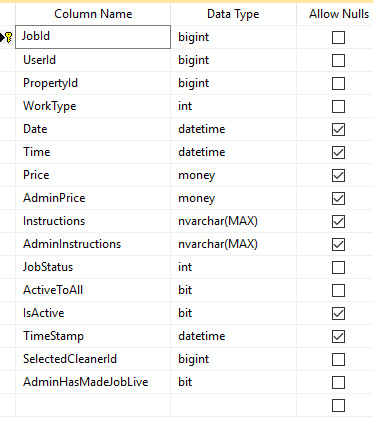 Column Name Data Type Allow Nulls
JobId bigint
UserId bigint
PropertyId bigint
WorkType int
Date datetime
Time datetime
Price money
AdminPrice money
Instructions nvarchar(MAX)
AdminInstructions nvarchar(MAX)
JobStatus int
ActiveToAll bit
IsActive bit
TimeStamp datetime
SelectedCleanerId bigint
AdminHasMadeJobLive bit